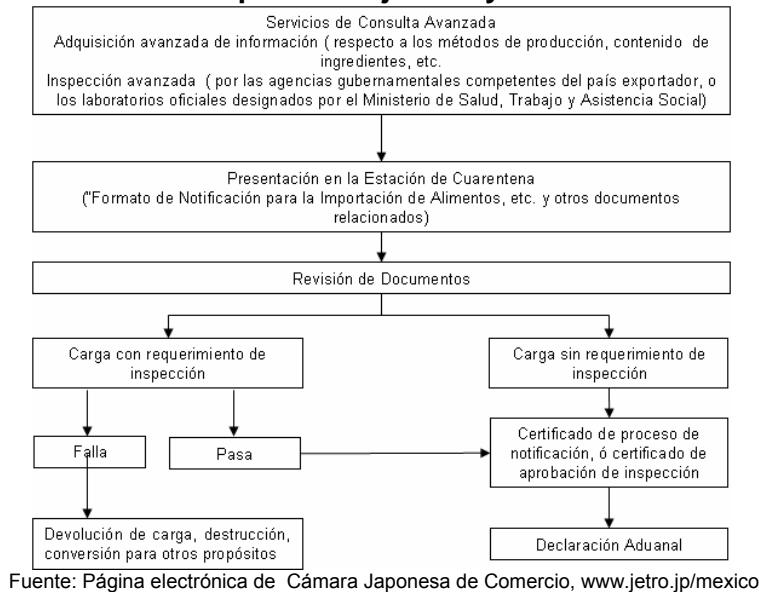 Servicios de Consulta Avanzada
Adquisición avanzada de información ( respecto a los métodos de producción, contenido de
ingredientes, etc.
Inspección avanzada ( por las agencias gubernamentales competentes del país exportador, o
los laboratorios oficiales designados por el Ministerio de Salud, Trabajo y Asistencia Social)
Presentación en la Estación de Cuarentena
("Formato de Notificación para la Importación de Alimentos, etc. y otros documentos
relacionados)
Revisión de Documentos
Carga con requerimiento de
inspección
Carga sin requerimiento de
inspección
Falla
Pasa
Certificado de proceso de
notificación, ó certificado de
aprobación de inspección
Devolución de carga, destrucción,
conversión para otros propósitos
Declaración Aduanal
Fuente: Página electrónica de Cámara Japonesa de Comercio, www.jetro.jp/mexico